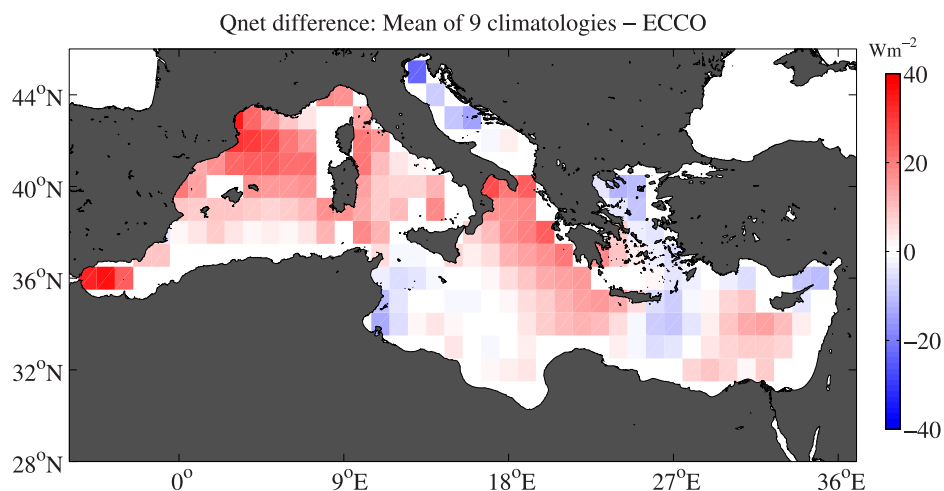 Qnet difference: Mean of 9 climatologies – ECCO
Wm⁻²
44°N
40°N
36°N
32°N
28°N
0°
9°E
18°E
27°E
36°E
40
20
0
−20
−40